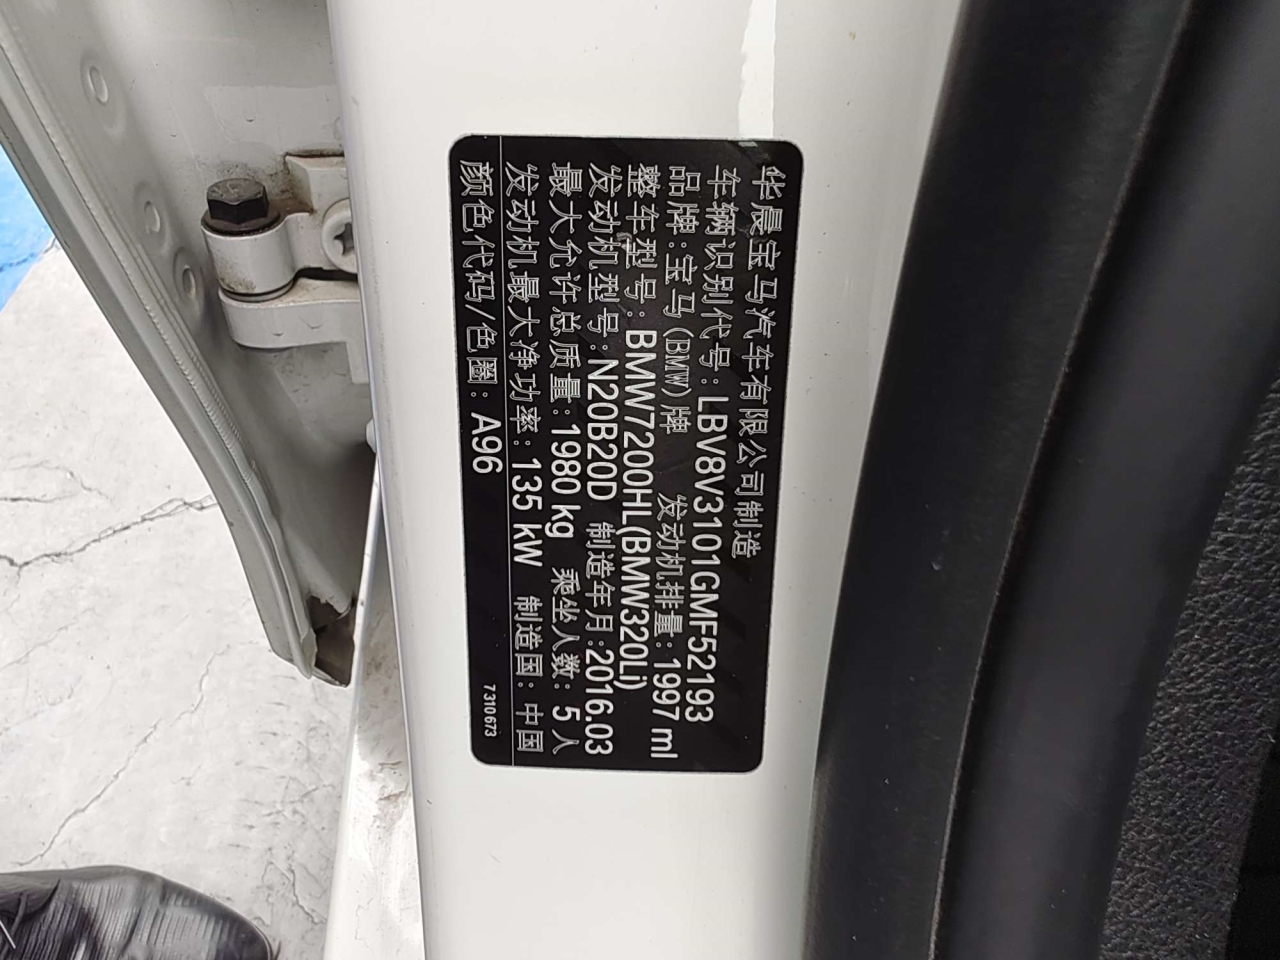 华晨宝马汽车有限公司制造
车辆识别代号:LBV8V3101GMF52193
品牌:宝马(BMW)牌 发动机排量:1997 ml
整车型号:BMW7200HL(BMW320Li)
发动机型号:N20B20D 制造年月:2016.03
最大允许总质量:1980 kg 乘坐人数:5人
发动机最大净功率:135 kW 制造国:中国
颜色代码/色圈:A96
7310673